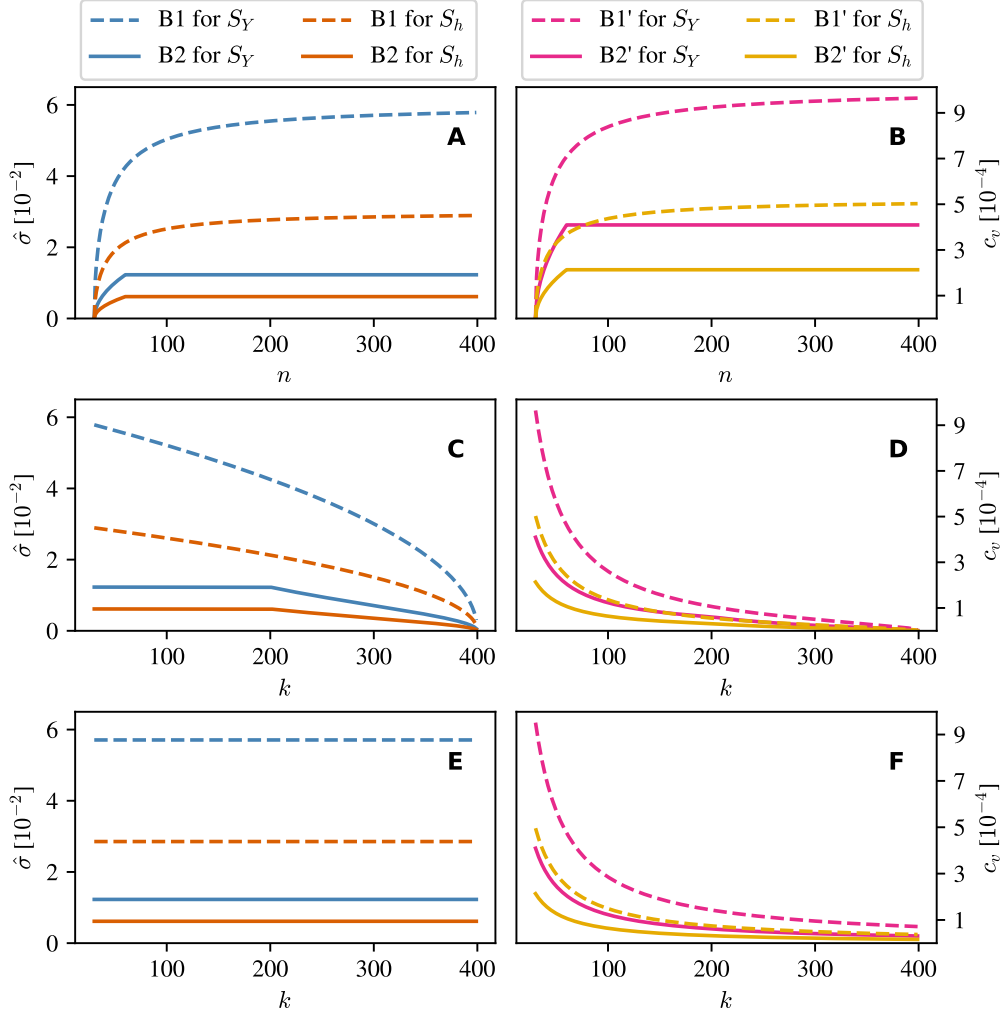 B1 for S_Y B1 for S_h
B2 for S_Y B2 for S_h
B1' for S_Y B1' for S_h
B2' for S_Y B2' for S_h
A
σ̂ [10⁻²]
6
4
2
0
100 200 300 400
n
B
c_v [10⁻⁴]
9
7
5
3
1
100 200 300 400
n
C
σ̂ [10⁻²]
6
4
2
0
100 200 300 400
k
D
c_v [10⁻⁴]
9
7
5
3
1
100 200 300 400
k
E
σ̂ [10⁻²]
6
4
2
0
100 200 300 400
k
F
c_v [10⁻⁴]
9
7
5
3
1
100 200 300 400
k